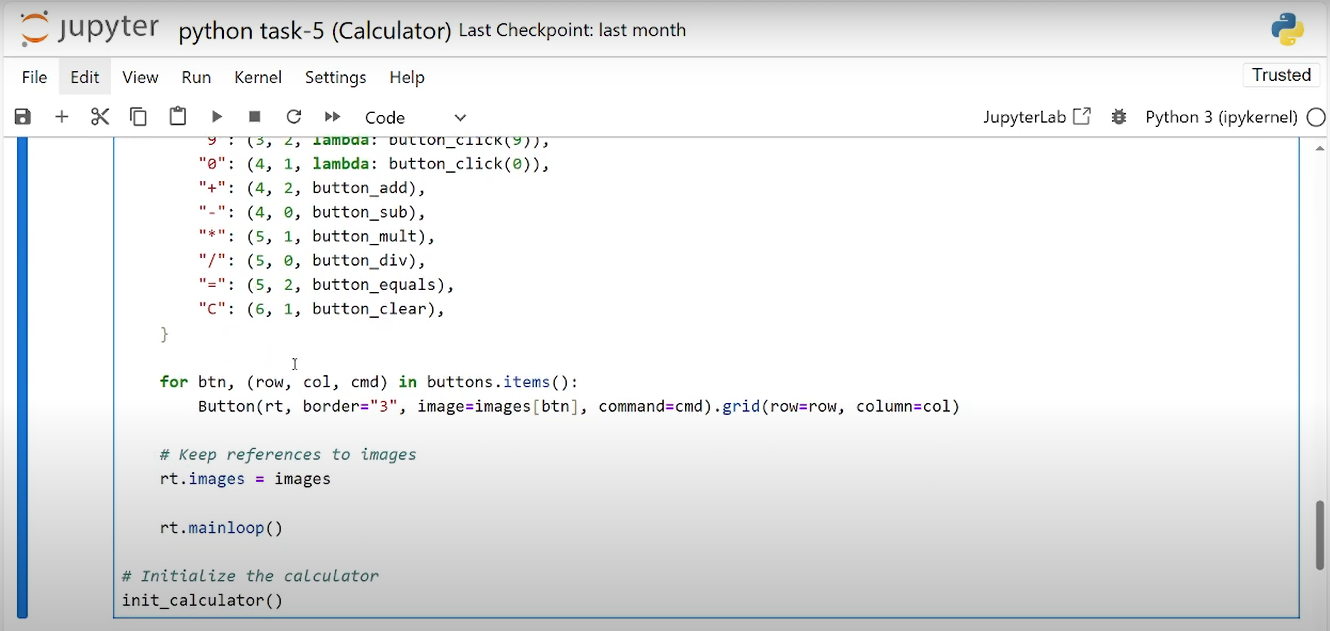 jupyter python task-5 (Calculator) Last Checkpoint: last month
File Edit View Run Kernel Settings Help Trusted
Code JupyterLab Python 3 (ipykernel)
"9": (3, 2, lambda: button_click(9)),
"0": (4, 1, lambda: button_click(0)),
"+": (4, 2, button_add),
"-": (4, 0, button_sub),
"*": (5, 1, button_mult),
"/": (5, 0, button_div),
"=": (5, 2, button_equals),
"C": (6, 1, button_clear),
}
for btn, (row, col, cmd) in buttons.items():
Button(rt, border="3", image=images[btn], command=cmd).grid(row=row, column=col)
# Keep references to images
rt.images = images
rt.mainloop()
# Initialize the calculator
init_calculator()